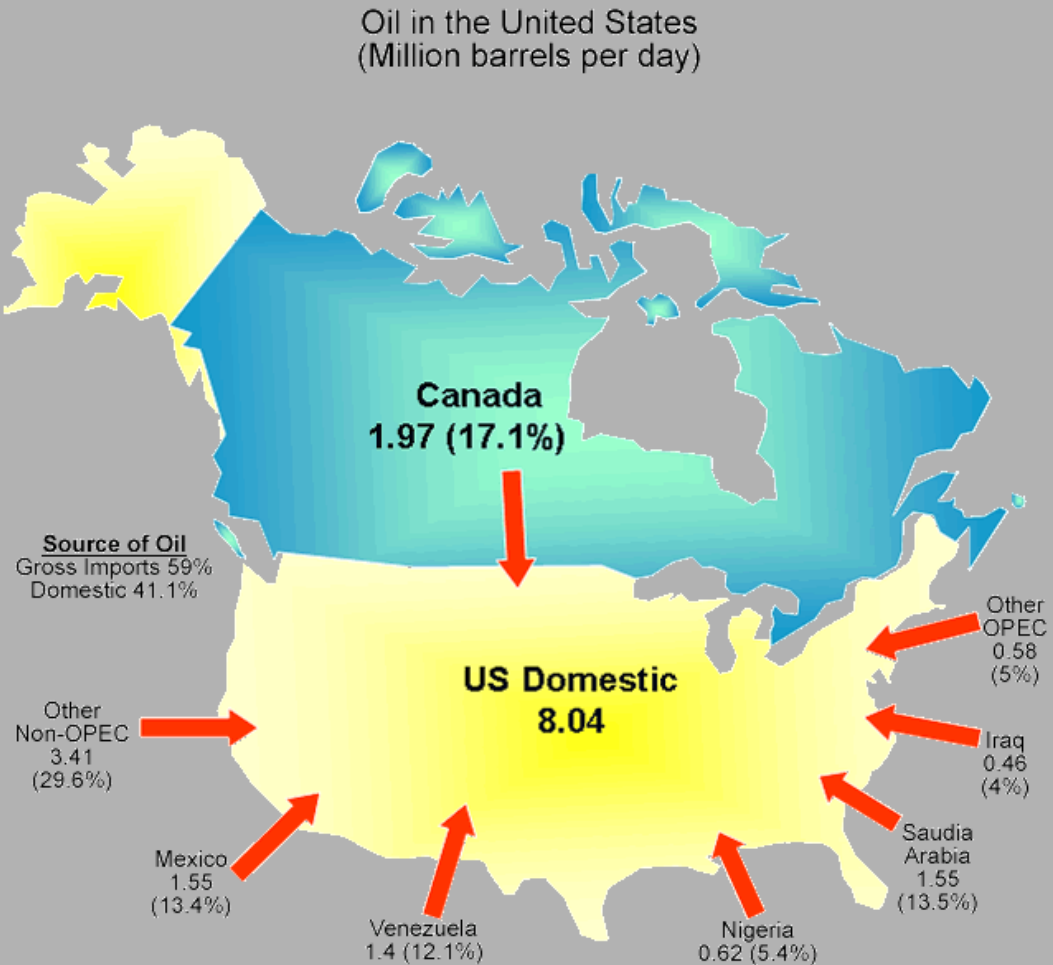 Oil in the United States
(Million barrels per day)
Canada
1.97 (17.1%)
Source of Oil
Gross Imports 59%
Domestic 41.1%
US Domestic
8.04
Other
OPEC
0.58
(5%)
Other
Non-OPEC
3.41
(29.6%)
Iraq
0.46
(4%)
Mexico
1.55
(13.4%)
Saudia
Arabia
1.55
(13.5%)
Venezuela
1.4 (12.1%)
Nigeria
0.62 (5.4%)